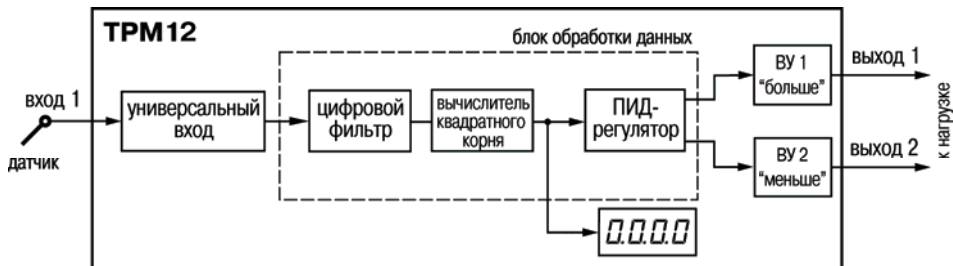 ТРМ12
блок обработки данных
вход 1
датчик
универсальный
вход
цифровой
фильтр
вычислитель
квадратного
корня
ПИД-
регулятор
ВУ 1
“больше”
выход 1
ВУ 2
“меньше”
выход 2
к нагрузке
0.0.0.0